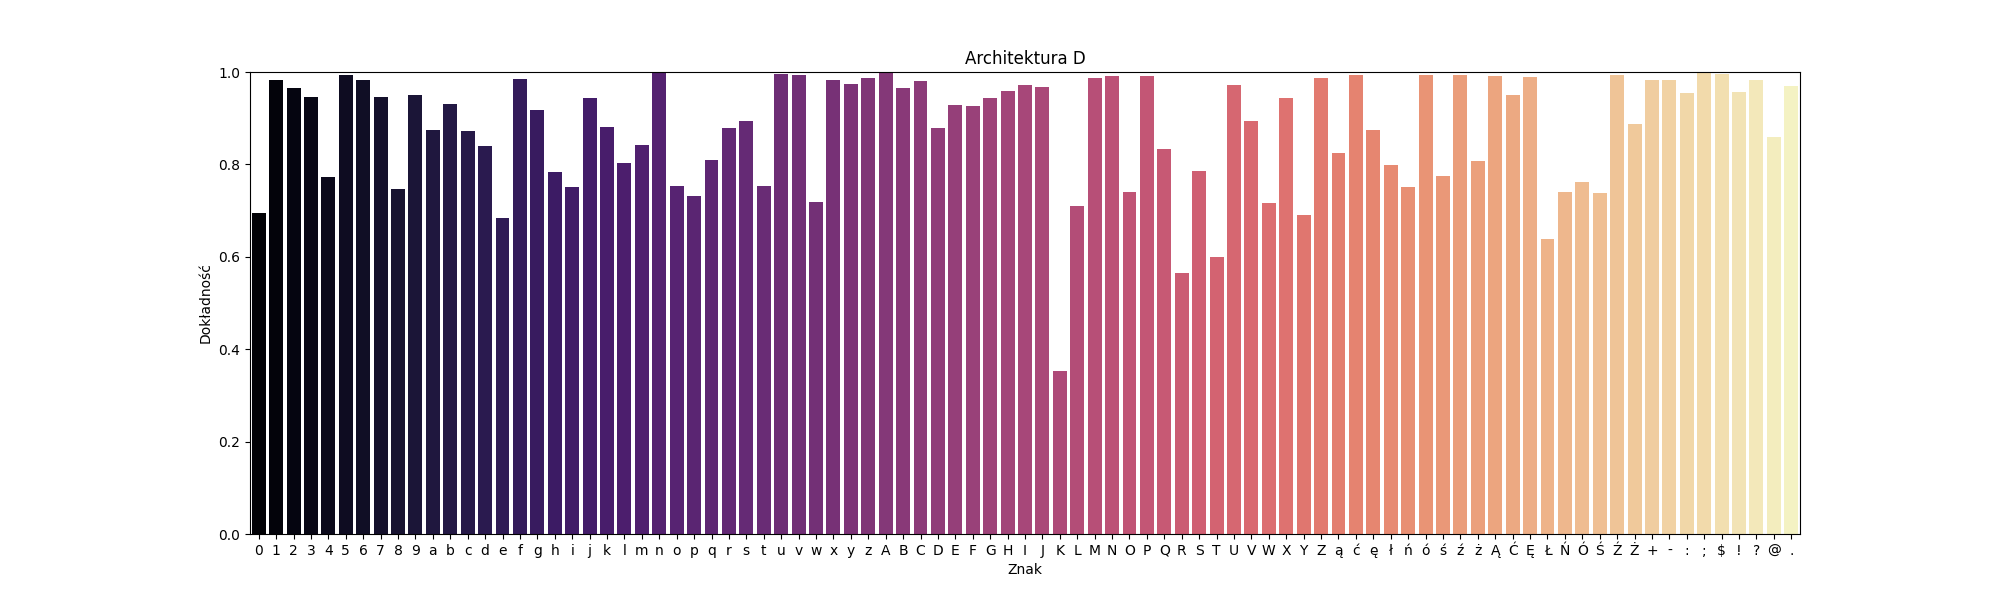 Architektura D
1.0
0.8
0.6
0.4
0.2
0.0
Dokładność
0 1 2 3 4 5 6 7 8 9 a b c d e f g h i j k l m n o p q r s t u v w x y z A B C D E F G H I J K L M N O P Q R S T U V W X Y Z ą ć ę ł ń ó ś ź ż Ą Ć Ę Ł Ń Ó Ś Ź Ż + - : ; $ ! ? @ .
Znak